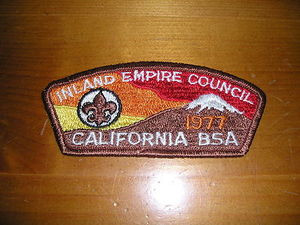 INLAND EMPIRE COUNCIL
1977
CALIFORNIA BSA